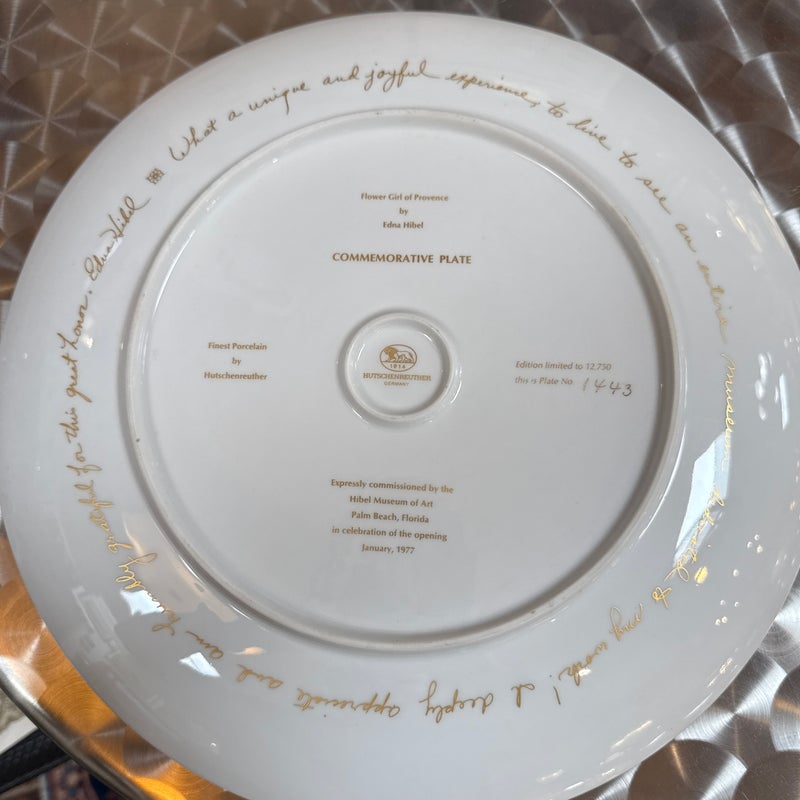 What a unique and joyful experience, to live to see an entire museum dedicated to my work! I deeply appreciate and am humbly grateful for this great honor. Edna Hibel
Flower Girl of Provence
by
Edna Hibel
COMMEMORATIVE PLATE
Finest Porcelain
by
Hutschenreuther
1814
HUTSCHENREUTHER
GERMANY
Edition limited to 12,750
this is Plate No. 1443
Expressly commissioned by the
Hibel Museum of Art
Palm Beach, Florida
in celebration of the opening
January, 1977